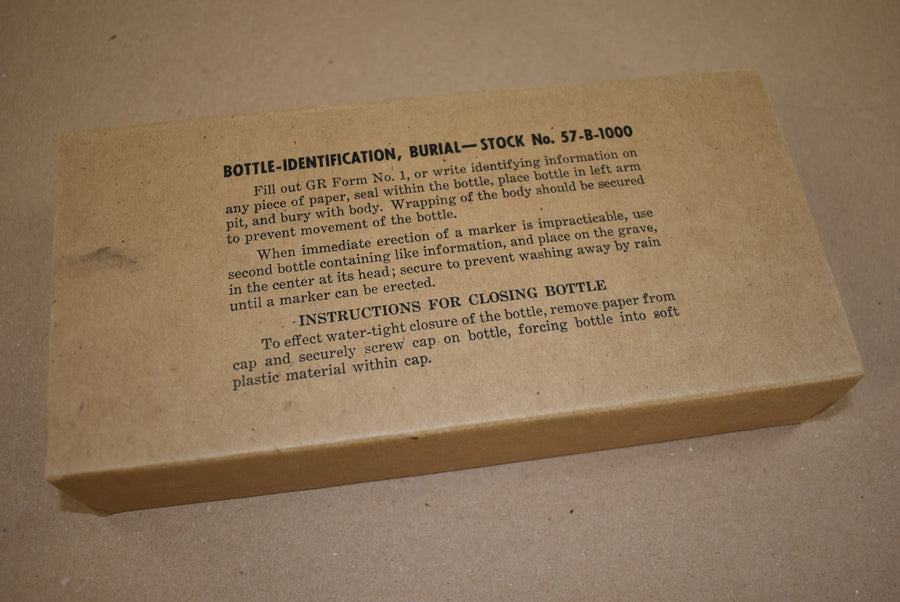 BOTTLE-IDENTIFICATION, BURIAL—STOCK No. 57-B-1000
Fill out GR Form No. 1, or write identifying information on
any piece of paper, seal within the bottle, place bottle in left arm
pit, and bury with body. Wrapping of the body should be secured
to prevent movement of the bottle.
When immediate erection of a marker is impracticable, use
second bottle containing like information, and place on the grave,
in the center at its head; secure to prevent washing away by rain
until a marker can be erected.
INSTRUCTIONS FOR CLOSING BOTTLE
To effect water-tight closure of the bottle, remove paper from
cap and securely screw cap on bottle, forcing bottle into soft
plastic material within cap.